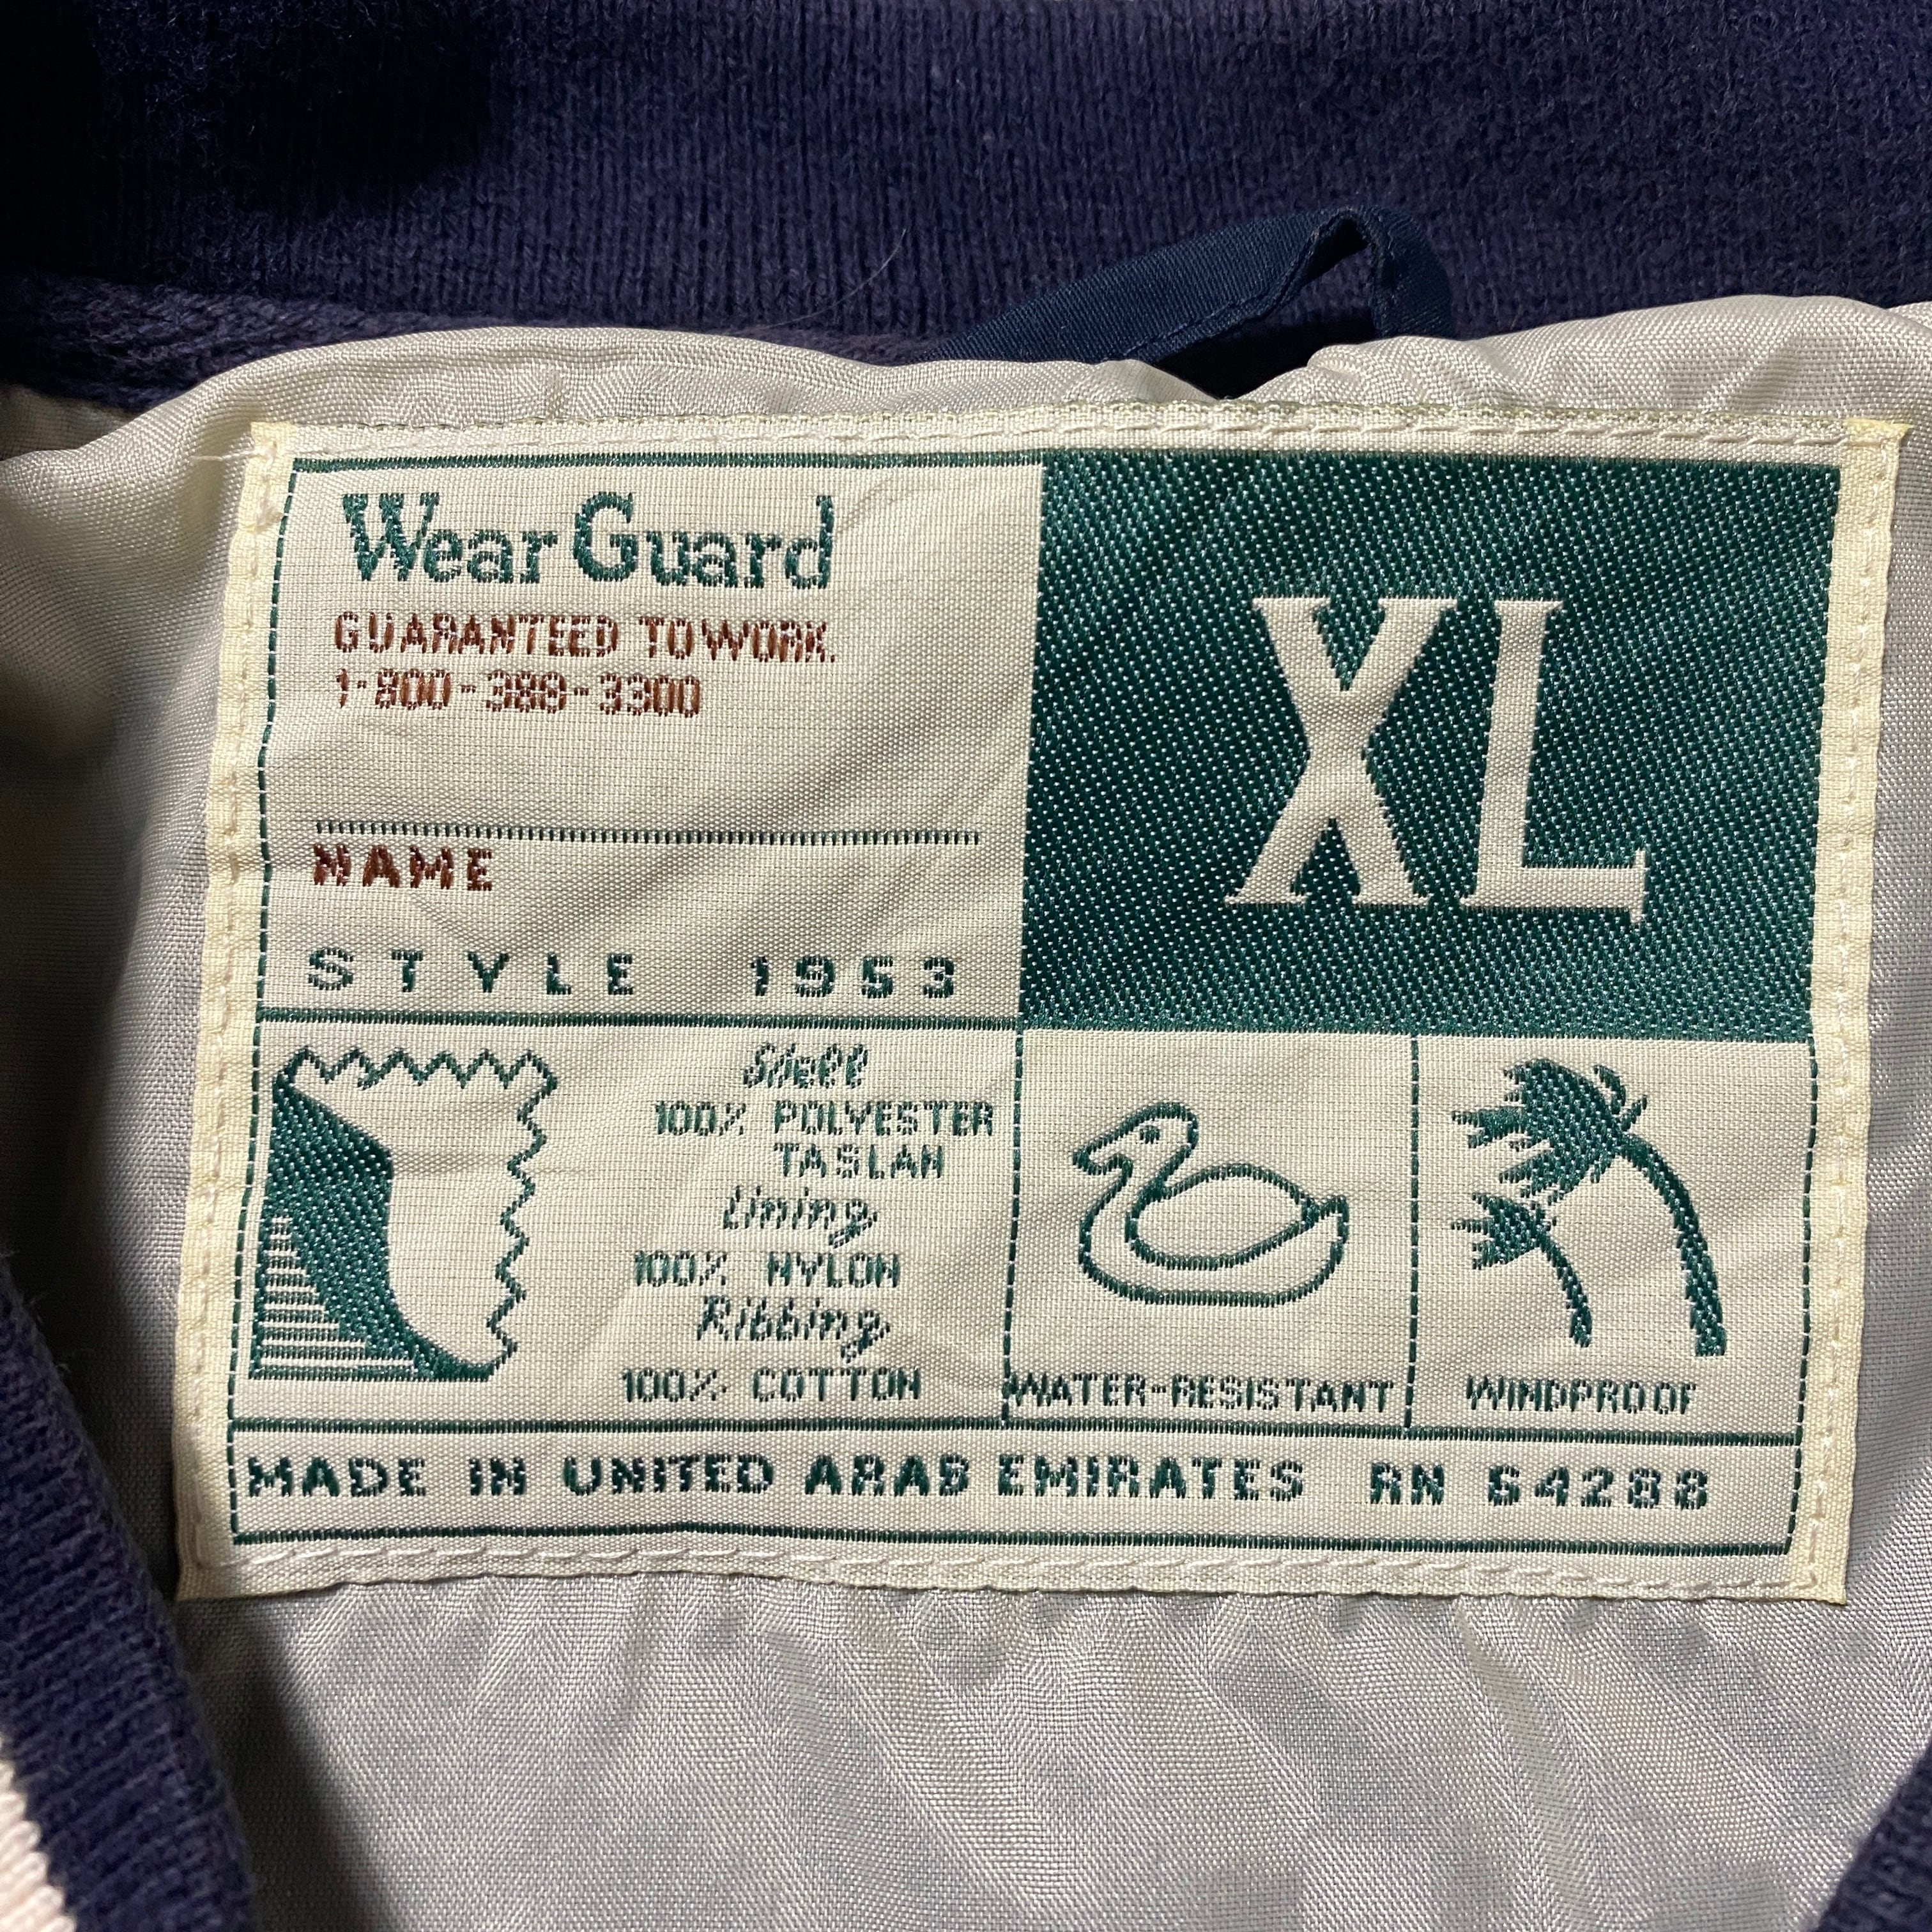 Wear Guard
GUARANTEED TO WORK.
1-800-388-3300
XL
NAME
STYLE 1953
Shell
100% POLYESTER
TASLAN
Lining
100% NYLON
Ribbing
100% COTTON
WATER-RESISTANT
WINDPROOF
MADE IN UNITED ARAB EMIRATES RN 64288